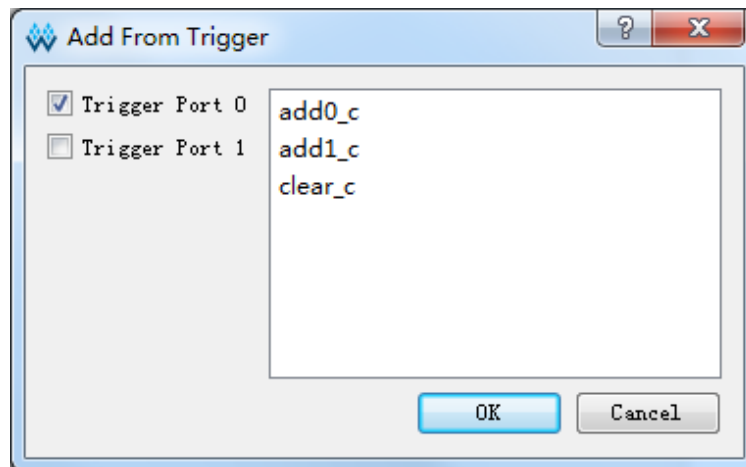 Add From Trigger
Trigger Port 0
Trigger Port 1
add0_c
add1_c
clear_c
OK
Cancel